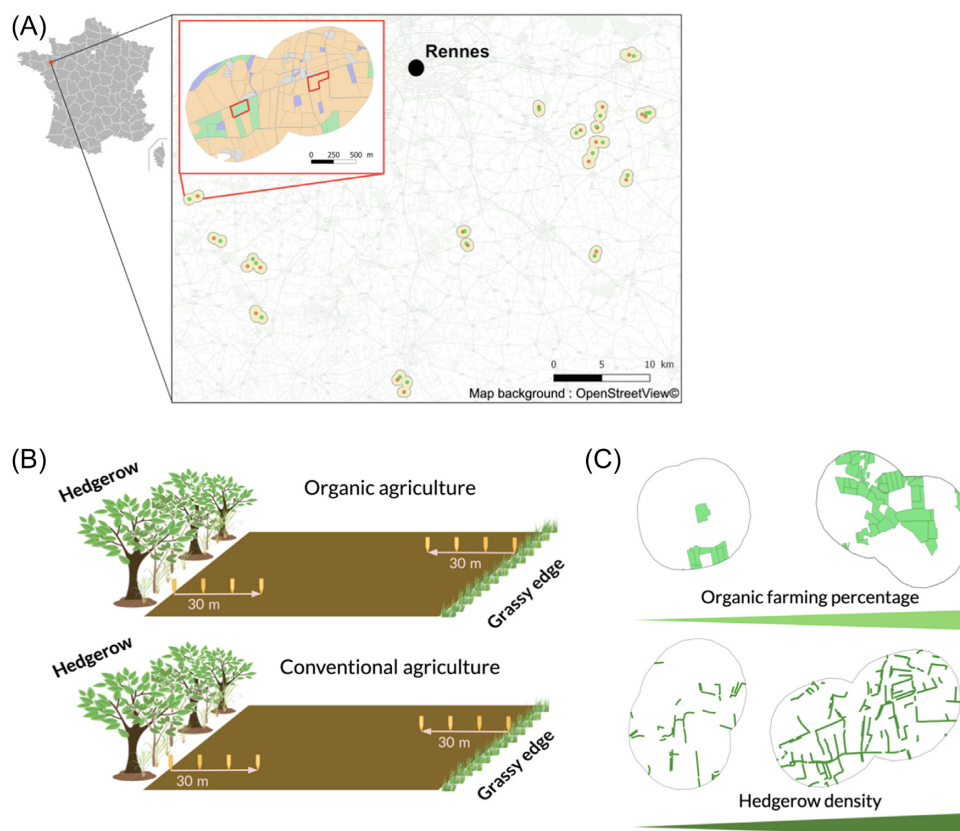 (A)
Rennes
0 250 500 m
0 5 10 km
Map background : OpenStreetView©
(B)
Hedgerow
Organic agriculture
30 m
30 m
Grassy edge
Hedgerow
Conventional agriculture
30 m
30 m
Grassy edge
(C)
Organic farming percentage
Hedgerow density